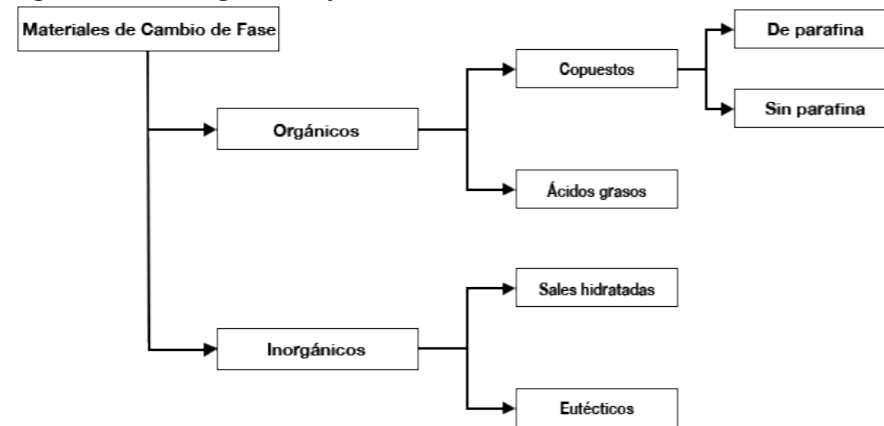 Materiales de Cambio de Fase
De parafina
Copuestos
Sin parafina
Orgánicos
Ácidos grasos
Sales hidratadas
Inorgánicos
Eutécticos